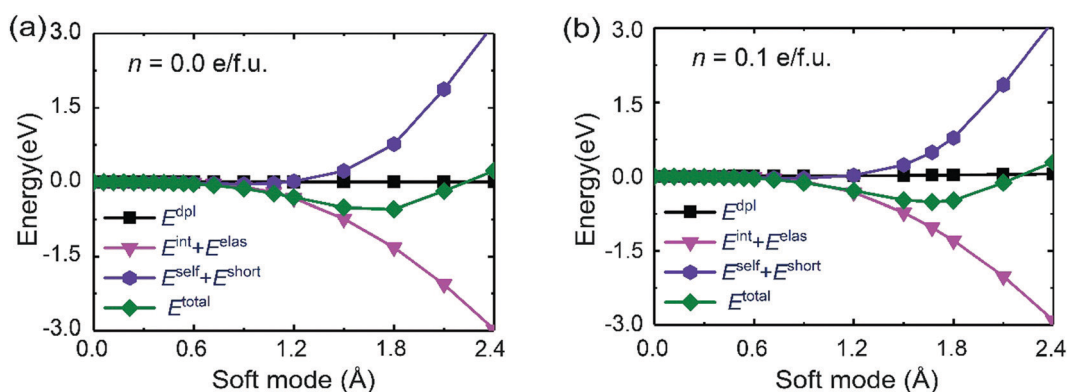 (a)
n = 0.0 e/f.u.
Energy(eV)
3.0
1.5
0.0
-1.5
-3.0
E^dpl
E^int+E^elas
E^self+E^short
E^total
0.0 0.6 1.2 1.8 2.4
Soft mode (Å)
(b)
n = 0.1 e/f.u.
Energy(eV)
3.0
1.5
0.0
-1.5
-3.0
E^dpl
E^int+E^elas
E^self+E^short
E^total
0.0 0.6 1.2 1.8 2.4
Soft mode (Å)